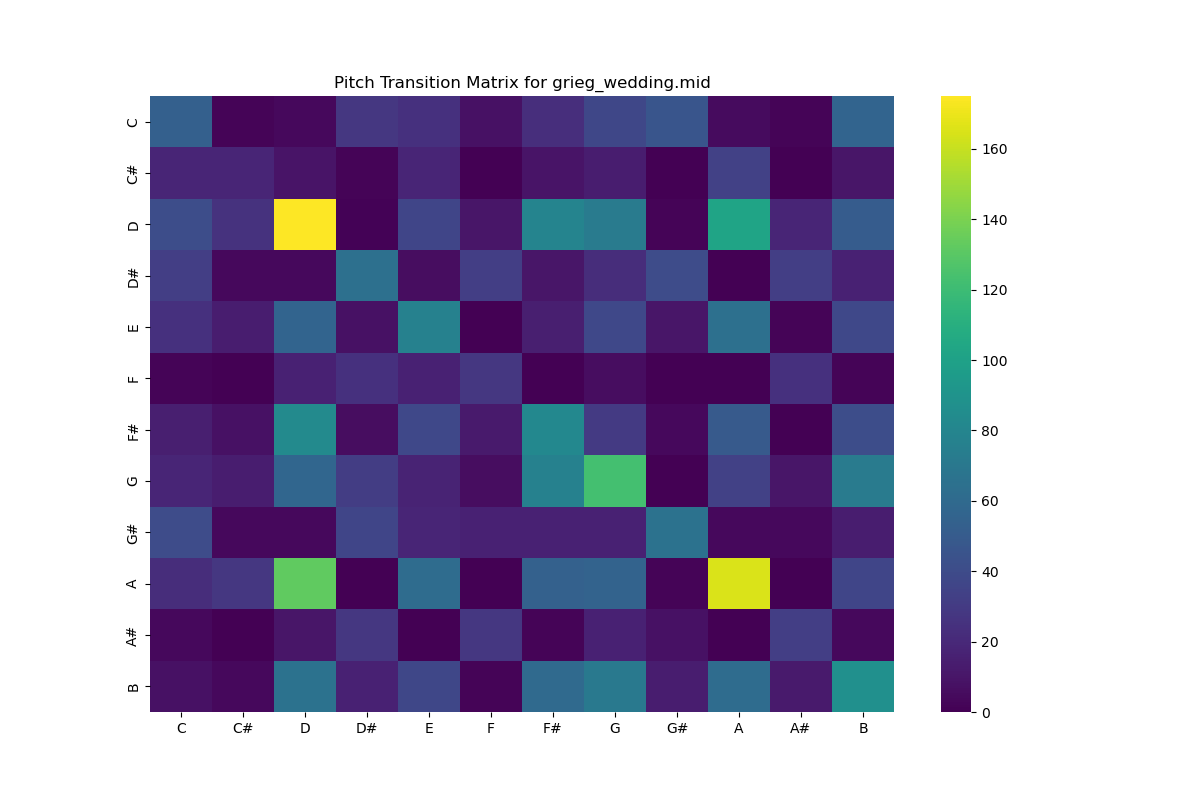 Pitch Transition Matrix for grieg_wedding.mid
C
C#
D
D#
E
F
F#
G
G#
A
A#
B
C C# D D# E F F# G G# A A# B
160
140
120
100
80
60
40
20
0